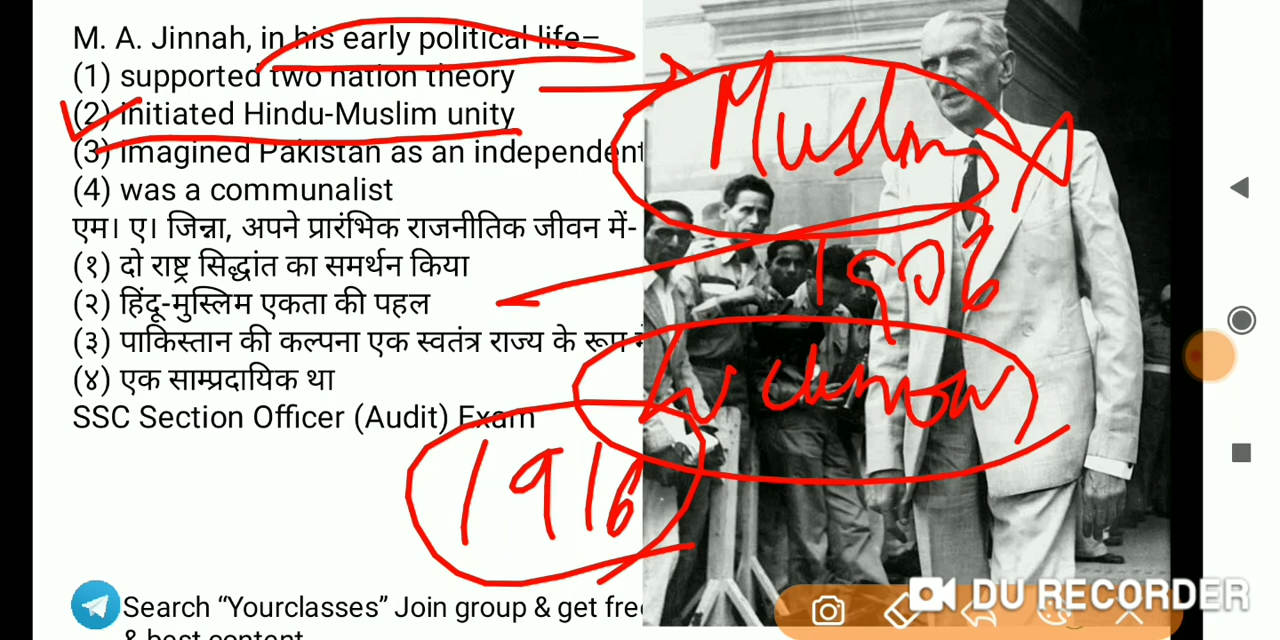 M. A. Jinnah, in his early political life–
(1) supported two nation theory
(2) initiated Hindu-Muslim unity
(3) imagined Pakistan as an independent
(4) was a communalist
एम। ए। जिन्ना, अपने प्रारंभिक राजनीतिक जीवन में-
(१) दो राष्ट्र सिद्धांत का समर्थन किया
(२) हिंदू-मुस्लिम एकता की पहल
(३) पाकिस्तान की कल्पना एक स्वतंत्र राज्य के रूप में
(४) एक साम्प्रदायिक था
SSC Section Officer (Audit) Exam
Muslim
1906
Lucknow
1916
Search “Yourclasses” Join group & get free
& best content
DU RECORDER